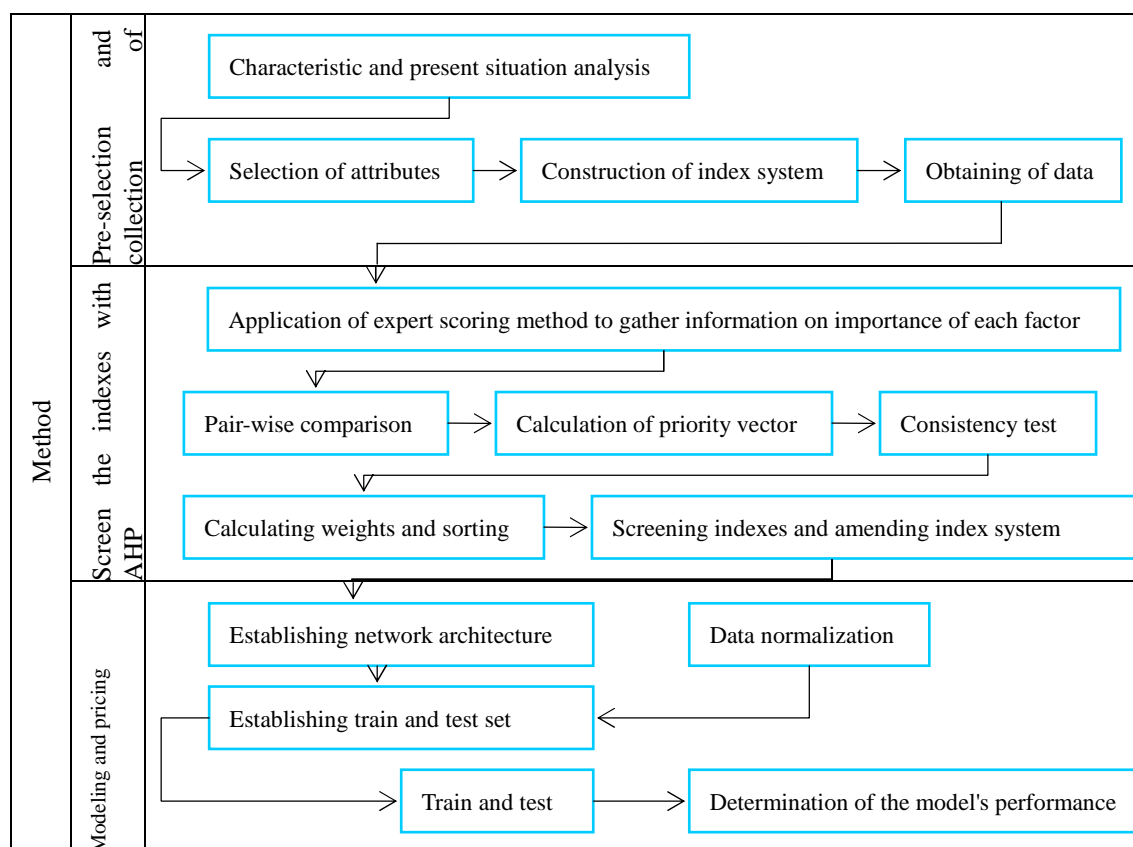 Method
Pre-selection and of
collection
Characteristic and present situation analysis
Selection of attributes
Construction of index system
Obtaining of data
Screen the indexes with
AHP
Application of expert scoring method to gather information on importance of each factor
Pair-wise comparison
Calculation of priority vector
Consistency test
Calculating weights and sorting
Screening indexes and amending index system
Modeling and pricing
Establishing network architecture
Data normalization
Establishing train and test set
Train and test
Determination of the model's performance